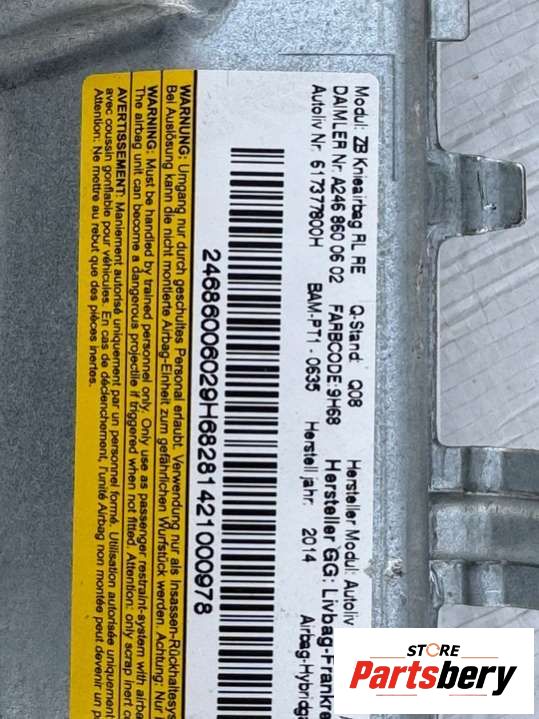 Modul: ZB Knieairbag RL RE Q-Stand: Q08 Hersteller Modul: Autoliv
DAIMLER Nr. A246 860 06 02 FARBCODE:9H68 Hersteller GG: Livbag-Frankre
Autoliv Nr. 617377800H BAM-PT1 - 0635 Herstelljahr: 2014 Airbag-Hybridga
24686006029H68281421000978
WARNUNG: Umgang nur durch geschultes Personal erlaubt. Verwendung nur als Insassen-Rückhaltesys
Bei Auslösung kann die nicht montierte Airbag-Einheit zum gefährlichen Wurfstück werden. Achtung: Nur i
WARNING: Must be handled by trained personnel only. Only use as passenger restraint-system with airba
The airbag unit can become a dangerous projectile if triggered when not fitted. Attention: only scrap inert c
AVERTISSEMENT: Maniement autorisé uniquement par un personnel formé. Utilisation autorisée uniquement
avec coussin gonflable pour véhicules. En cas de déclenchement, l'unité Airbag non montée peut devenir un p
Attention: Ne mettre au rebut que des pièces inertes.
STORE
Partsbery